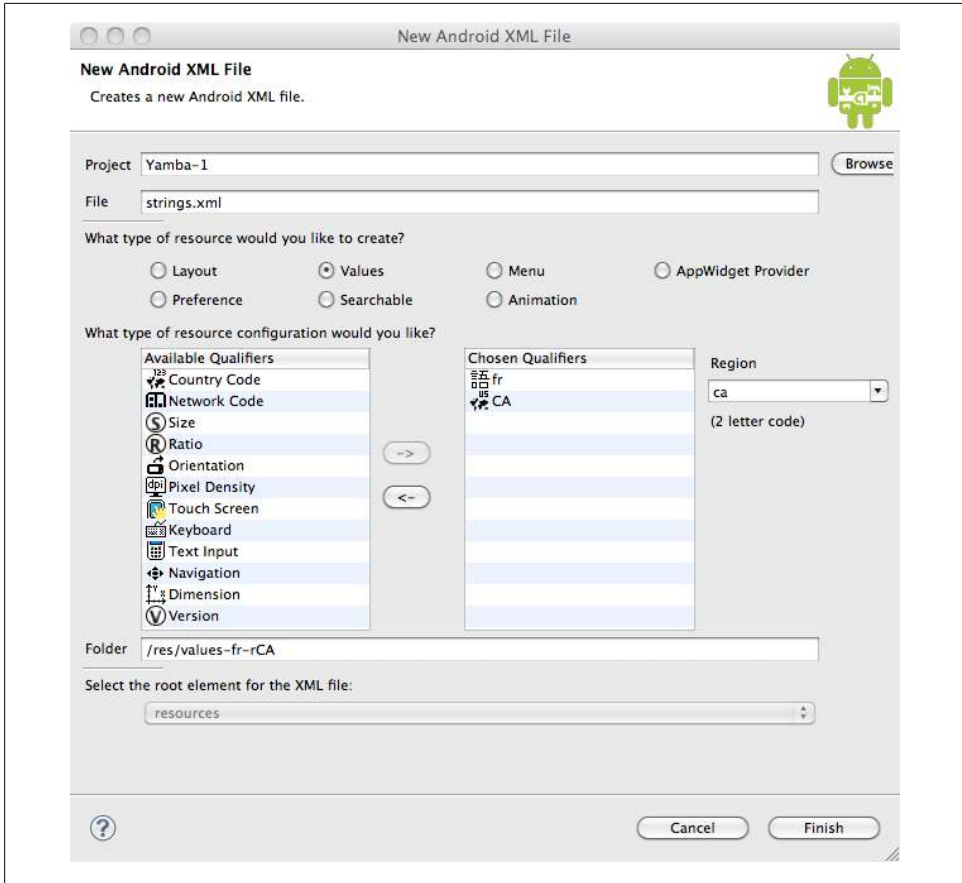 New Android XML File
New Android XML File
Creates a new Android XML file.
Project Yamba-1 Browse
File strings.xml
What type of resource would you like to create?
Layout Values Menu AppWidget Provider
Preference Searchable Animation
What type of resource configuration would you like?
Available Qualifiers Chosen Qualifiers Region
123 Country Code 語 fr
Network Code US CA ca
S Size (2 letter code)
R Ratio ->
Orientation
dpi Pixel Density <-
Touch Screen
Keyboard
Text Input
Navigation
Dimension
V Version
Folder /res/values-fr-rCA
Select the root element for the XML file:
resources
? Cancel Finish